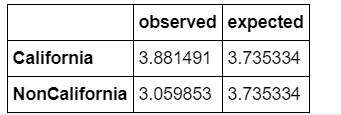 observed expected
California 3.881491 3.735334
NonCalifornia 3.059853 3.735334